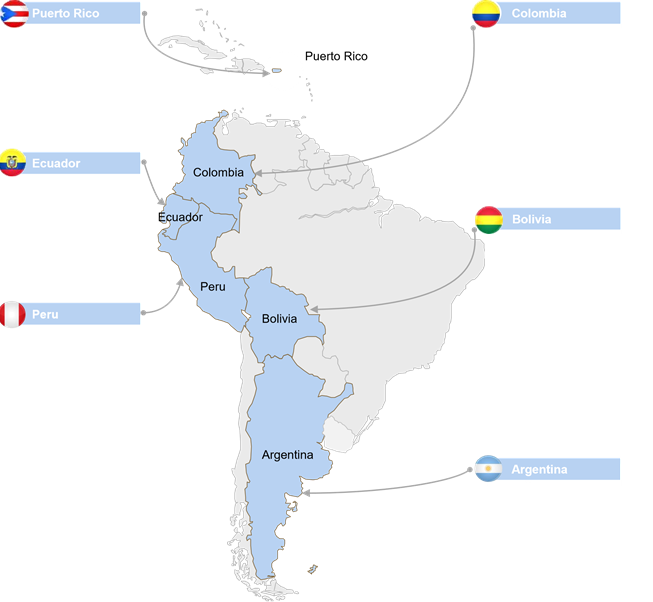 Puerto Rico
Colombia
Puerto Rico
Ecuador
Colombia
Ecuador
Bolivia
Peru
Peru
Bolivia
Argentina
Argentina